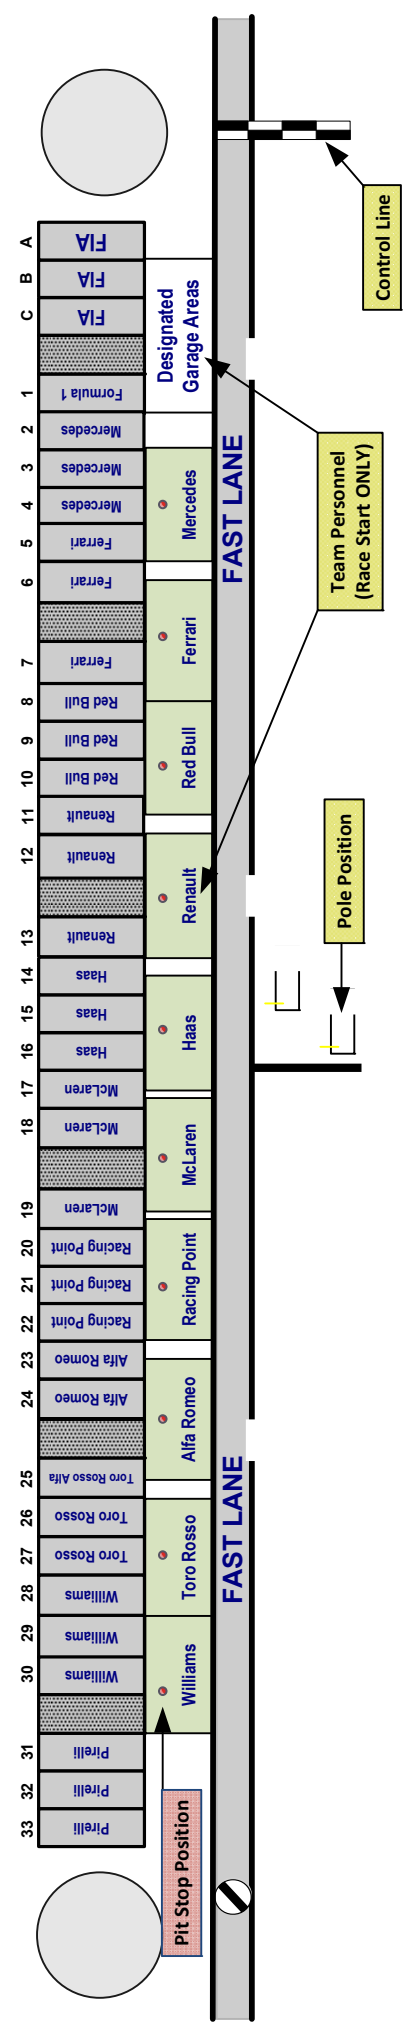 A
FIA
B
FIA
C
FIA
1
Formula 1
2
Mercedes
3
Mercedes
4
Mercedes
5
Ferrari
6
Ferrari
7
Ferrari
8
Red Bull
9
Red Bull
10
Red Bull
11
Renault
12
Renault
13
Renault
14
Haas
15
Haas
16
Haas
17
McLaren
18
McLaren
19
McLaren
20
Racing Point
21
Racing Point
22
Racing Point
23
Alfa Romeo
24
Alfa Romeo
25
Toro Rosso Alfa
26
Toro Rosso
27
Toro Rosso
28
Williams
29
Williams
30
Williams
31
Pirelli
32
Pirelli
33
Pirelli
Designated
Garage Areas
Mercedes
Ferrari
Red Bull
Renault
Haas
McLaren
Racing Point
Alfa Romeo
Toro Rosso
Williams
FAST LANE
FAST LANE
Control Line
Team Personnel
(Race Start ONLY)
Pole Position
Pit Stop Position